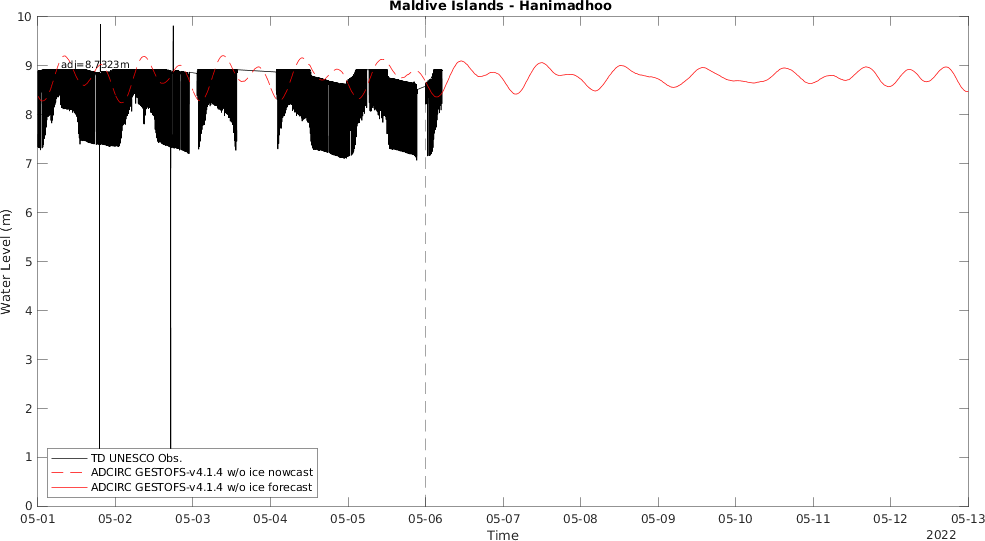 Maldive Islands - Hanimadhoo
10
9
8
7
6
5
4
3
2
1
0
Water Level (m)
adj=8.7323m
TD UNESCO Obs.
ADCIRC GESTOFS-v4.1.4 w/o ice nowcast
ADCIRC GESTOFS-v4.1.4 w/o ice forecast
05-01 05-02 05-03 05-04 05-05 05-06 05-07 05-08 05-09 05-10 05-11 05-12 05-13
Time
2022